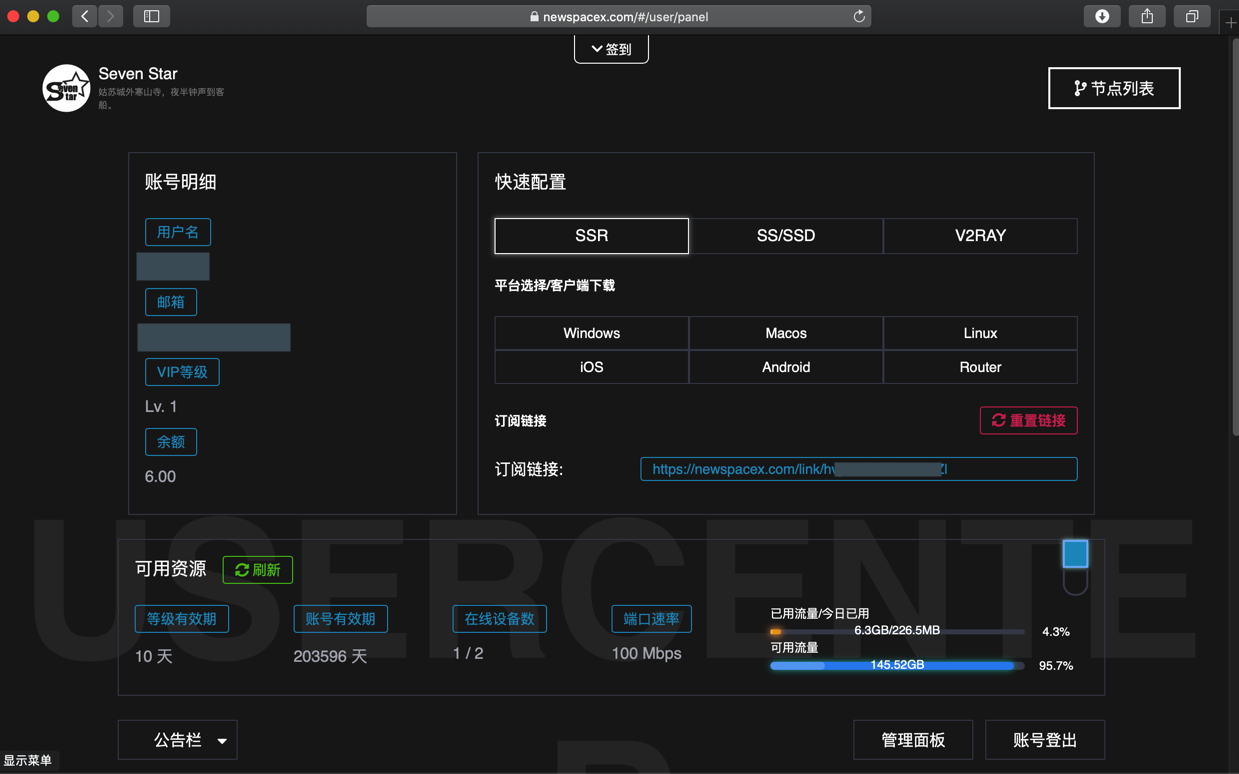 newspacex.com/#/user/panel
签到
Seven Star
Seven Star
姑苏城外寒山寺，夜半钟声到客
船。
节点列表
账号明细
用户名
邮箱
VIP等级
Lv. 1
余额
6.00
快速配置
SSR
SS/SSD
V2RAY
平台选择/客户端下载
Windows
Macos
Linux
iOS
Android
Router
订阅链接
重置链接
订阅链接:
https://newspacex.com/link/h
USERCENTE
R
可用资源
刷新
等级有效期
10 天
账号有效期
203596 天
在线设备数
1 / 2
端口速率
100 Mbps
已用流量/今日已用
6.3GB/226.5MB
4.3%
可用流量
145.52GB
95.7%
公告栏
管理面板
账号登出
显示菜单